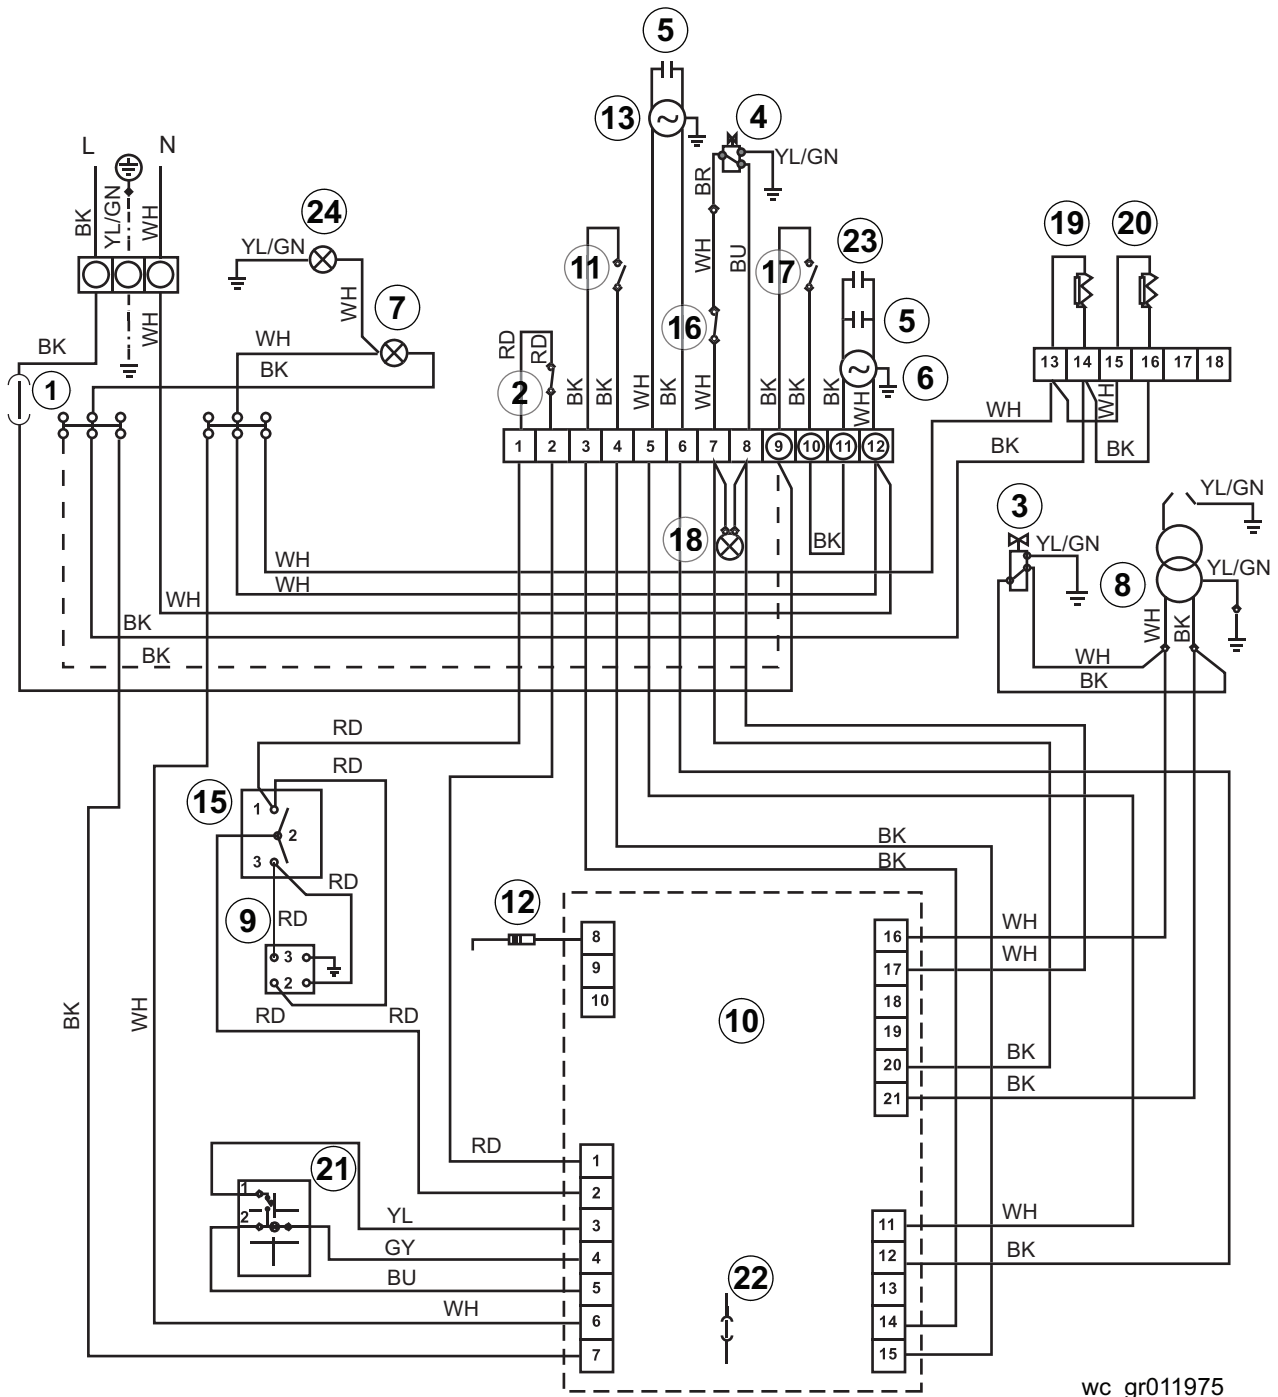 5
13
4
YL/GN
BR
L
N
BK
YL/GN
WH
24
YL/GN
WH
7
11
WH
BU
17
23
5
6
19
20
BK
WH
WH
BK
1
16
RD
RD
2
BK
BK
WH
BK
WH
BK
BK
BK
WH
13 14 15 16 17 18
WH
WH
BK
BK
1 2 3 4 5 6 7 8 9 10 11 12
18
BK
3
YL/GN
YL/GN
YL/GN
8
WH
BK
WH
WH
WH
BK
BK
WH
BK
RD
RD
15
1
2
3
RD
9
RD
3
2
RD
RD
BK
WH
BK
BK
12
8
9
10
10
16
17
18
19
20
21
WH
WH
BK
BK
21
1
2
RD
YL
GY
BU
WH
1
2
3
4
5
6
7
22
11
12
13
14
15
WH
BK
wc_gr011975